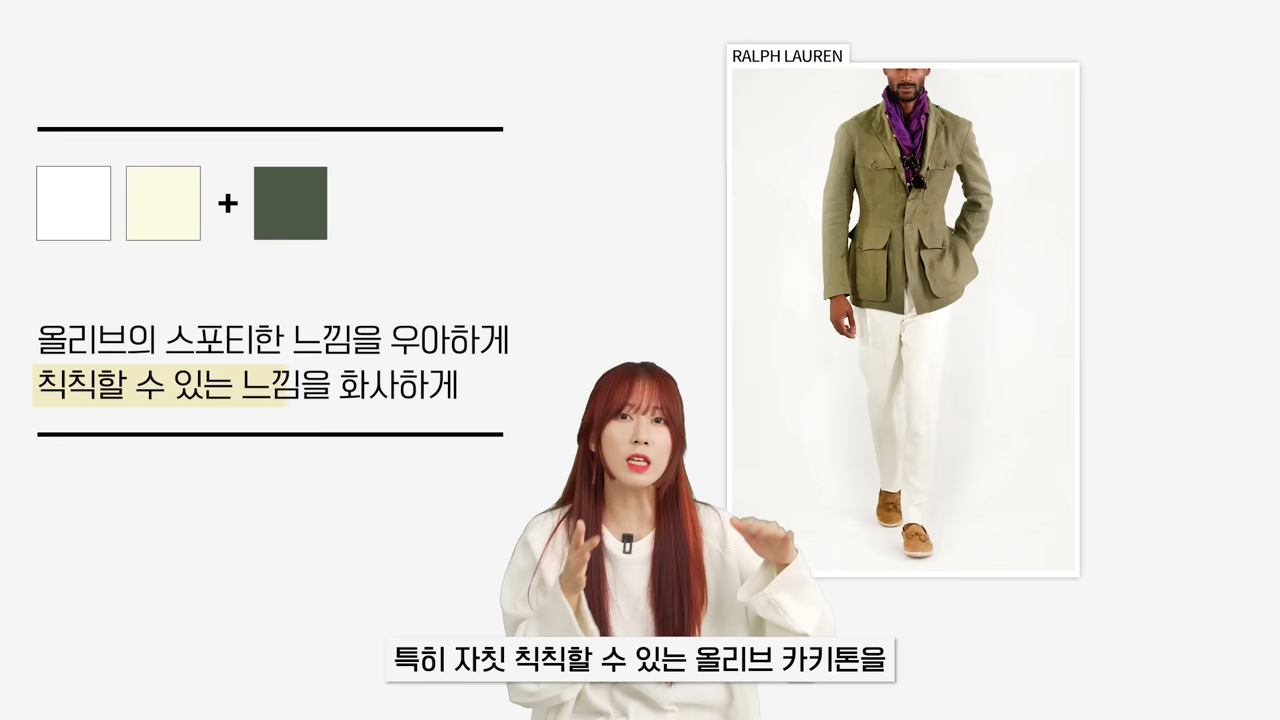 RALPH LAUREN
+
올리브의 스포티한 느낌을 우아하게
칙칙할 수 있는 느낌을 화사하게
특히 자칫 칙칙할 수 있는 올리브 카키톤을